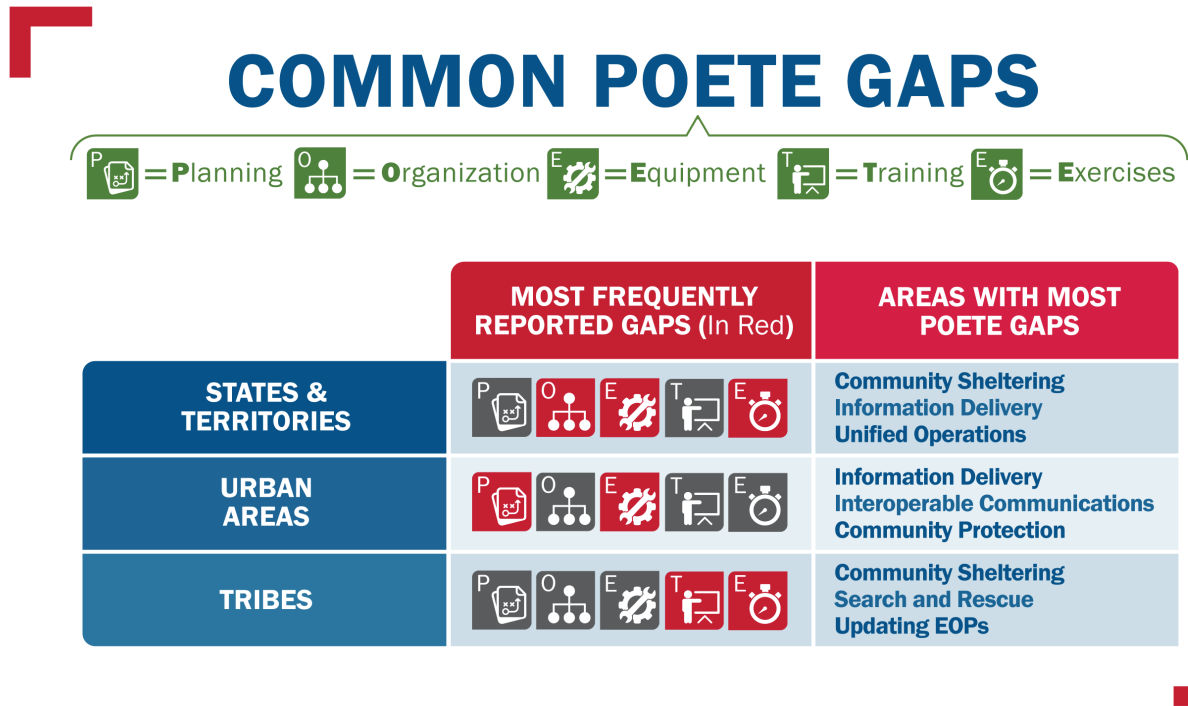 COMMON POETE GAPS
P =Planning O =Organization E =Equipment T =Training E =Exercises
MOST FREQUENTLY
REPORTED GAPS (In Red)
AREAS WITH MOST
POETE GAPS
STATES &
TERRITORIES
P O E T E
Community Sheltering
Information Delivery
Unified Operations
URBAN
AREAS
P O E T E
Information Delivery
Interoperable Communications
Community Protection
TRIBES
P O E T E
Community Sheltering
Search and Rescue
Updating EOPs